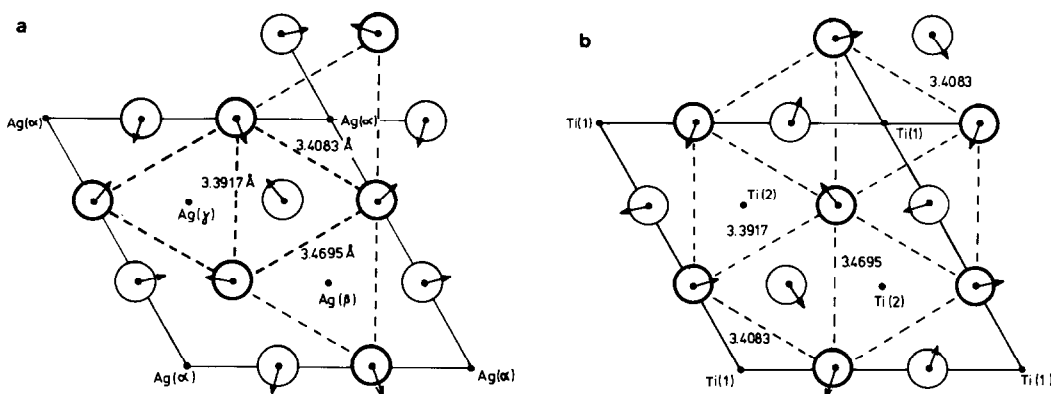 a
Ag(α)
Ag(α)
3.4083 Å
3.3917 Å
Ag(γ)
3.4695 Å
Ag(β)
Ag(α)
Ag(α)
b
3.4083
Ti(1)
Ti(1)
Ti(2)
3.3917
3.4695
Ti(2)
3.4083
Ti(1)
Ti(1)